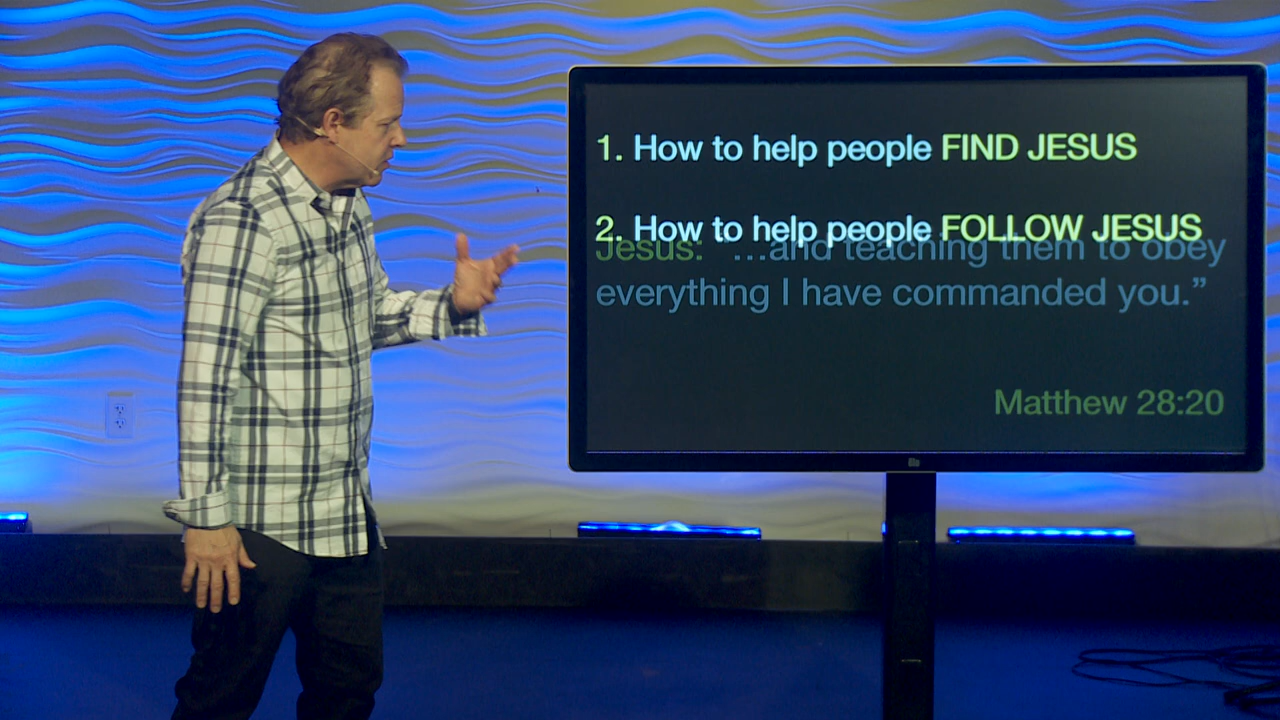 1. How to help people FIND JESUS
2. How to help people FOLLOW JESUS
Jesus: “…and teaching them to obey
everything I have commanded you.”
Matthew 28:20
Elo